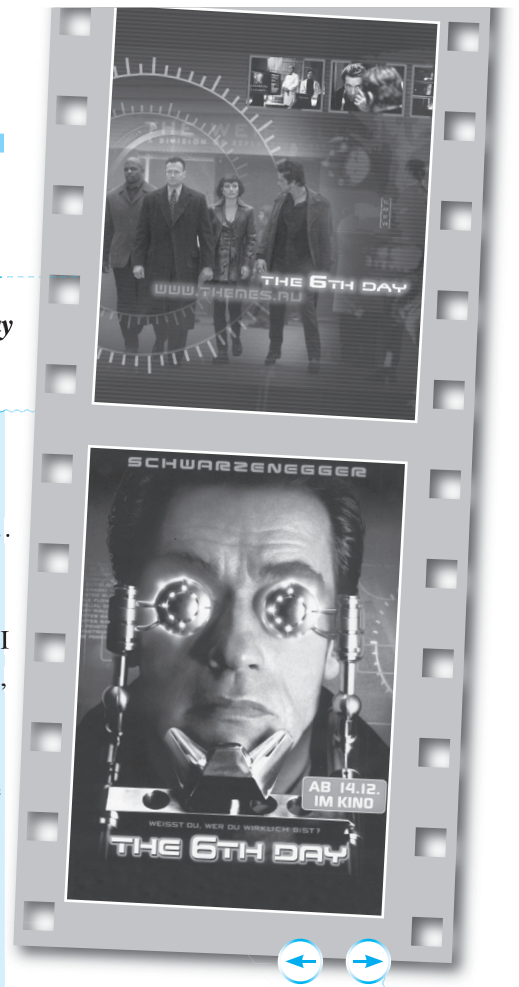 THE 6TH DAY
WWW.THEMES.RU
y
.
I
,
SCHWARZENEGGER
AB 14.12.
IM KINO
WEISST DU, WER DU WIRKLICH BIST?
THE 6TH DAY